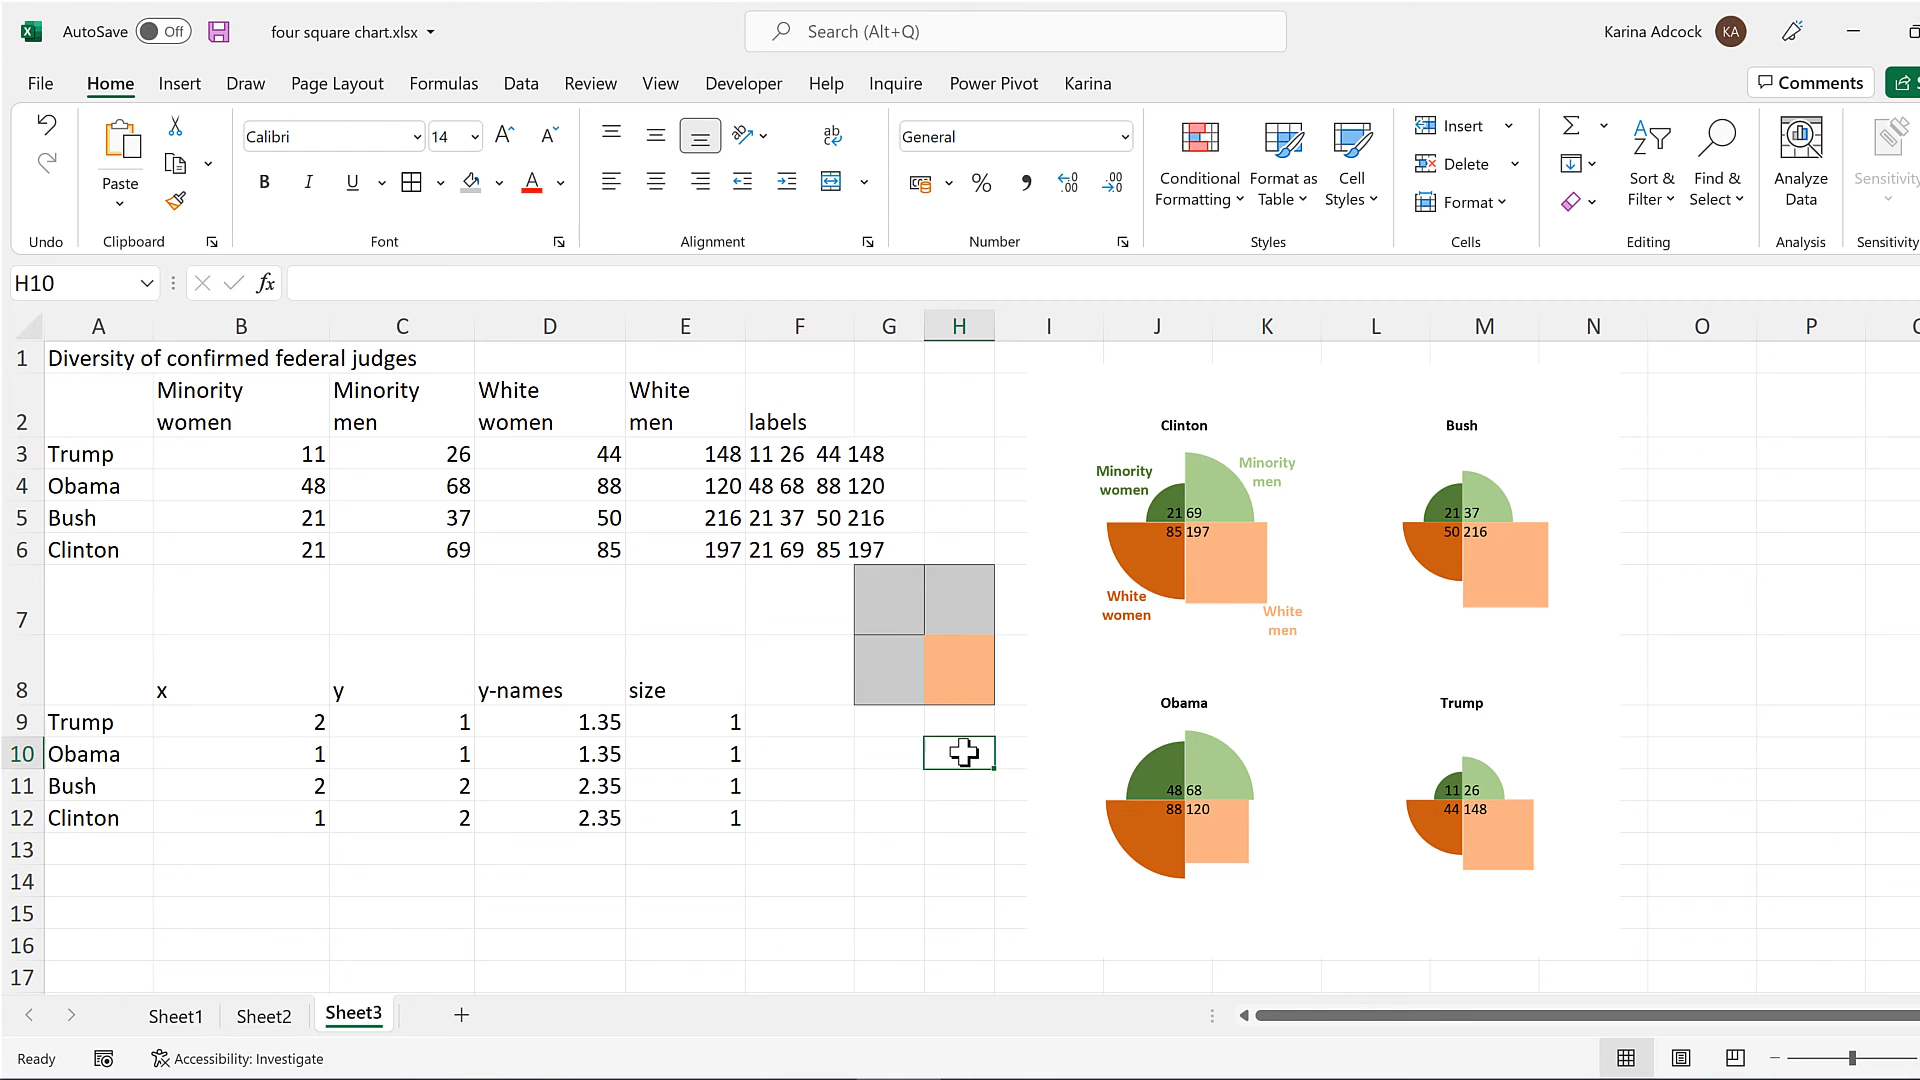 AutoSave Off four square chart.xlsx Search (Alt+Q) Karina Adcock KA
File Home Insert Draw Page Layout Formulas Data Review View Developer Help Inquire Power Pivot Karina Comments
Calibri 14 General Insert
Paste Conditional Formatting Format as Table Cell Styles Delete Sort & Filter Find & Select Analyze Data Sensitivity
Format
Undo Clipboard Font Alignment Number Styles Cells Editing Analysis Sensitivity
H10 fx
A B C D E F G H I J K L M N O P
1 Diversity of confirmed federal judges
2 Minority women Minority men White women White men labels
3 Trump 11 26 44 148 11 26 44 148
4 Obama 48 68 88 120 48 68 88 120
5 Bush 21 37 50 216 21 37 50 216
6 Clinton 21 69 85 197 21 69 85 197
7
8 x y y-names size
9 Trump 2 1 1.35 1
10 Obama 1 1 1.35 1
11 Bush 2 2 2.35 1
12 Clinton 1 2 2.35 1
13
14
15
16
17
Clinton
Minority women
Minority men
21 69
85 197
White women
White men
Bush
21 37
50 216
Obama
48 68
88 120
Trump
11 26
44 148
Sheet1 Sheet2 Sheet3
Ready Accessibility: Investigate